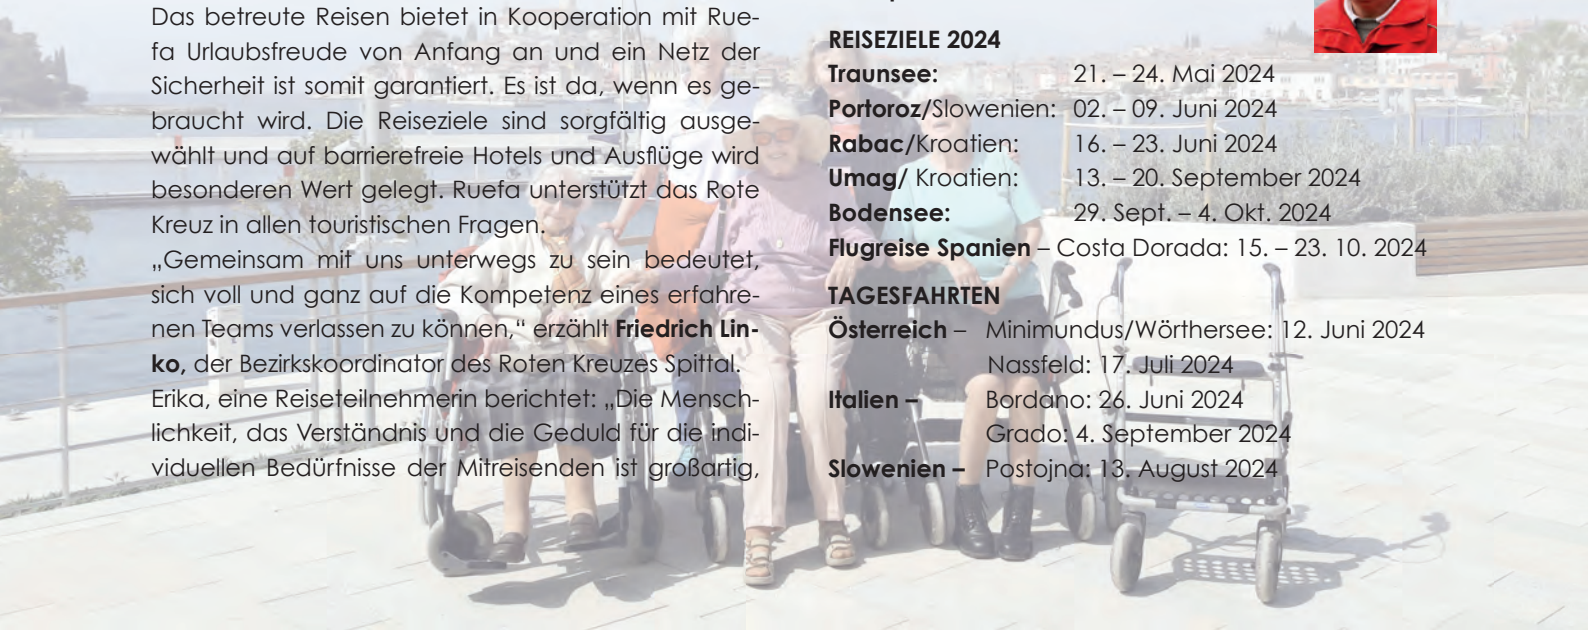 Das betreute Reisen bietet in Kooperation mit Rue-
fa Urlaubsfreude von Anfang an und ein Netz der
Sicherheit ist somit garantiert. Es ist da, wenn es ge-
braucht wird. Die Reiseziele sind sorgfältig ausge-
wählt und auf barrierefreie Hotels und Ausflüge wird
besonderen Wert gelegt. Ruefa unterstützt das Rote
Kreuz in allen touristischen Fragen.
„Gemeinsam mit uns unterwegs zu sein bedeutet,
sich voll und ganz auf die Kompetenz eines erfahre-
nen Teams verlassen zu können,“ erzählt Friedrich Lin-
ko, der Bezirkskoordinator des Roten Kreuzes Spittal.
Erika, eine Reiseteilnehmerin berichtet: „Die Mensch-
lichkeit, das Verständnis und die Geduld für die indi-
viduellen Bedürfnisse der Mitreisenden ist großartig,
REISEZIELE 2024
Traunsee: 21. – 24. Mai 2024
Portoroz/Slowenien: 02. – 09. Juni 2024
Rabac/Kroatien: 16. – 23. Juni 2024
Umag/ Kroatien: 13. – 20. September 2024
Bodensee: 29. Sept. – 4. Okt. 2024
Flugreise Spanien – Costa Dorada: 15. – 23. 10. 2024
TAGESFAHRTEN
Österreich – Minimundus/Wörthersee: 12. Juni 2024
Nassfeld: 17. Juli 2024
Italien – Bordano: 26. Juni 2024
Grado: 4. September 2024
Slowenien – Postojna: 13. August 2024